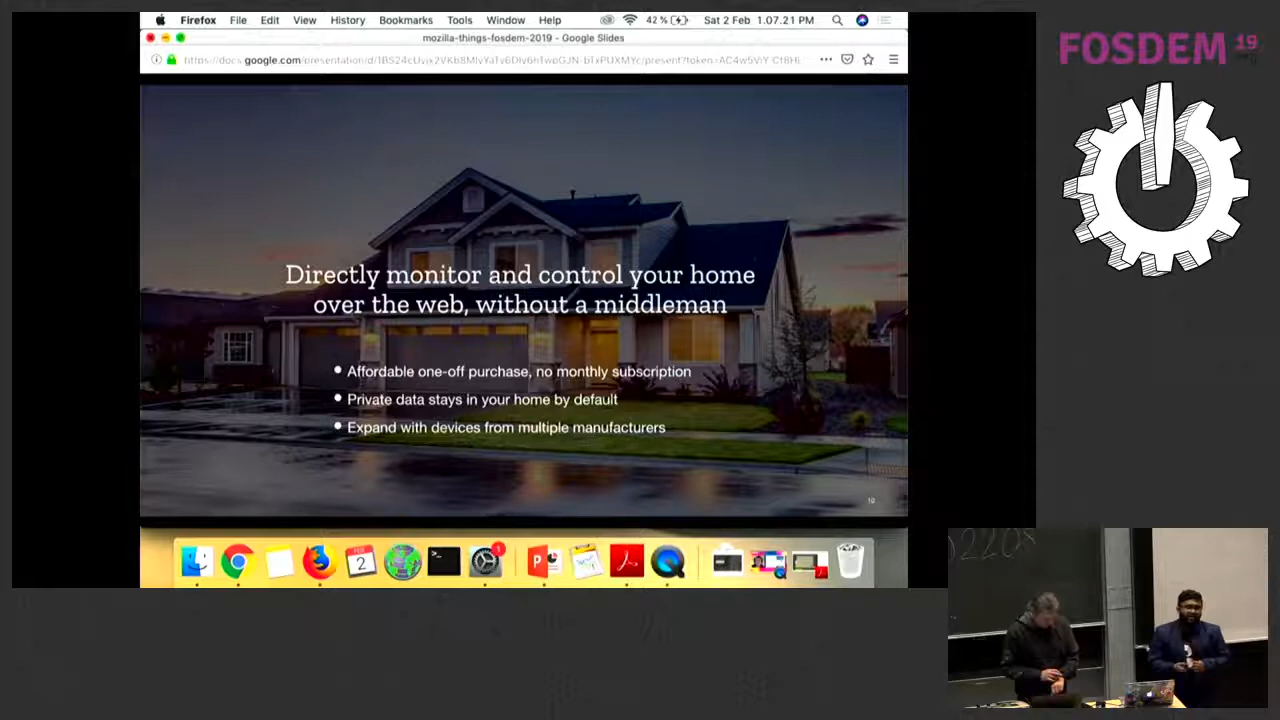 Firefox File Edit View History Bookmarks Tools Window Help 42 % Sat 2 Feb 1.07.21 PM
mozilla-things-fosdem-2019 - Google Slides
FOSDEM 19
Directly monitor and control your home
over the web, without a middleman
Affordable one-off purchase, no monthly subscription
Private data stays in your home by default
Expand with devices from multiple manufacturers
FEB
2
1